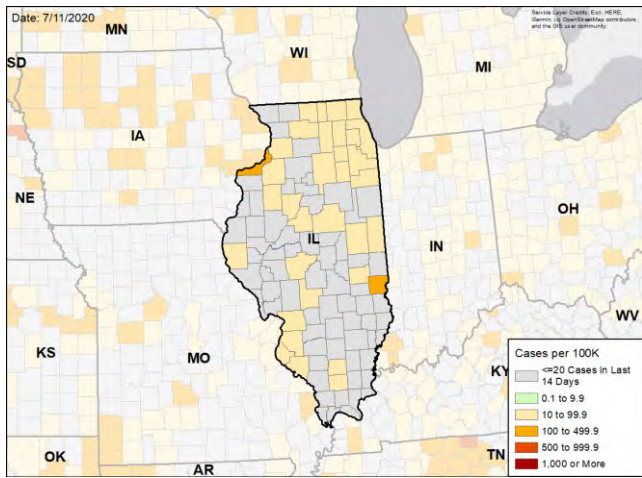 Date: 7/11/2020
Service Layer Credits: Esri, HERE,
Garmin, (c) OpenStreetMap contributors,
and the GIS user community
MN
WI
SD
MI
IA
NE
OH
IL
IN
WV
KS
MO
KY
OK
AR
TN
Cases per 100K
<=20 Cases in Last
14 Days
0.1 to 9.9
10 to 99.9
100 to 499.9
500 to 999.9
1,000 or More